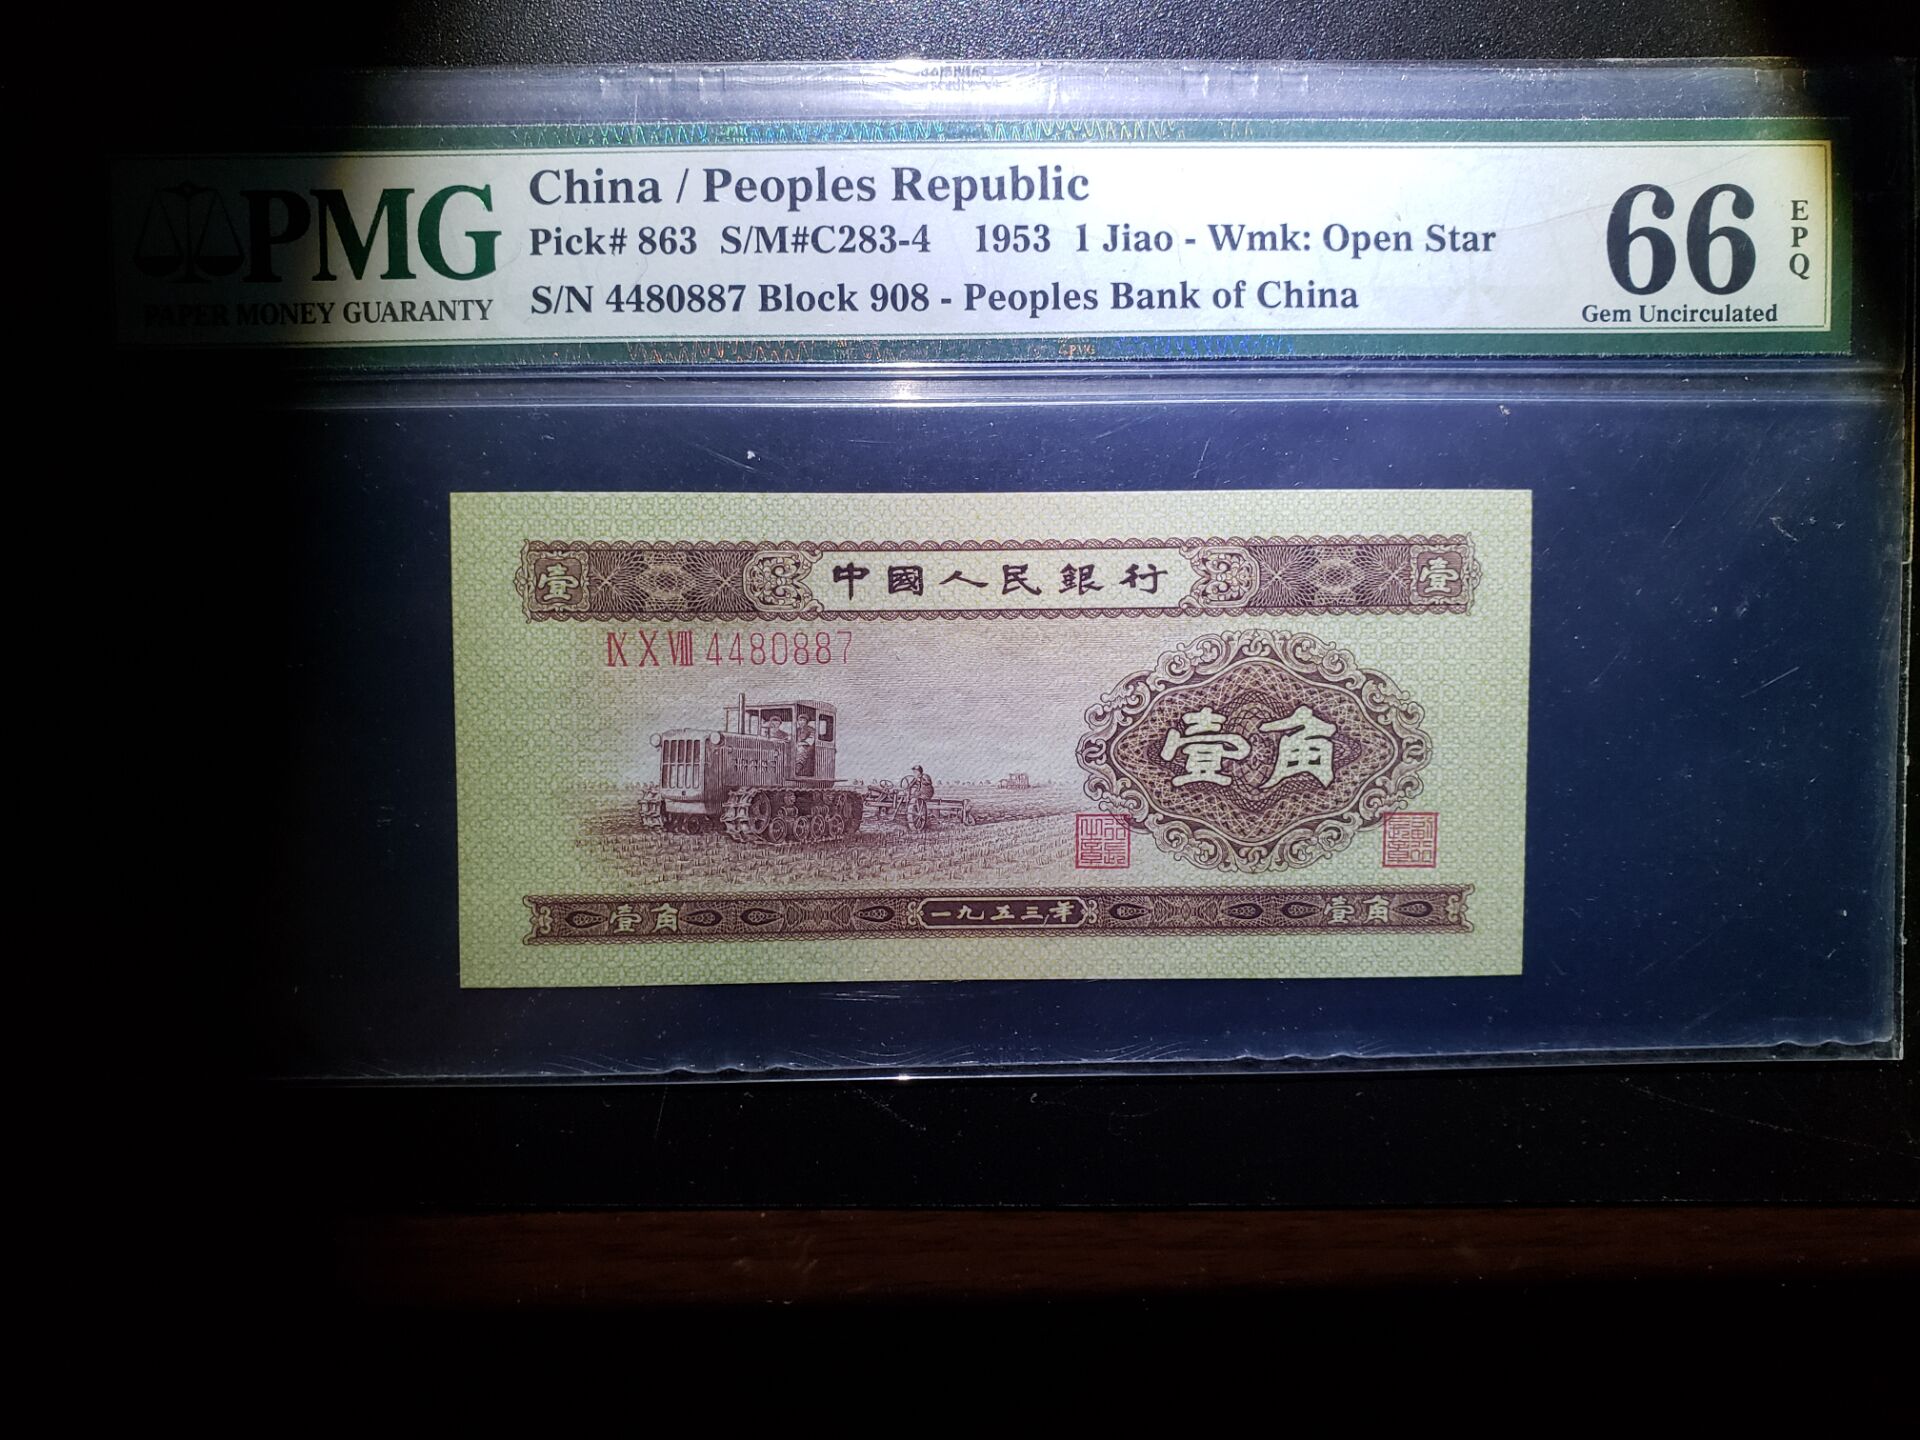 PMG
PAPER MONEY GUARANTY
China / Peoples Republic
Pick# 863 S/M#C283-4 1953 1 Jiao - Wmk: Open Star
S/N 4480887 Block 908 - Peoples Bank of China
66
EPQ
Gem Uncirculated
壹 中國人民銀行 壹
IX X VIII 4480887
壹角
壹角 一九五三年 壹角